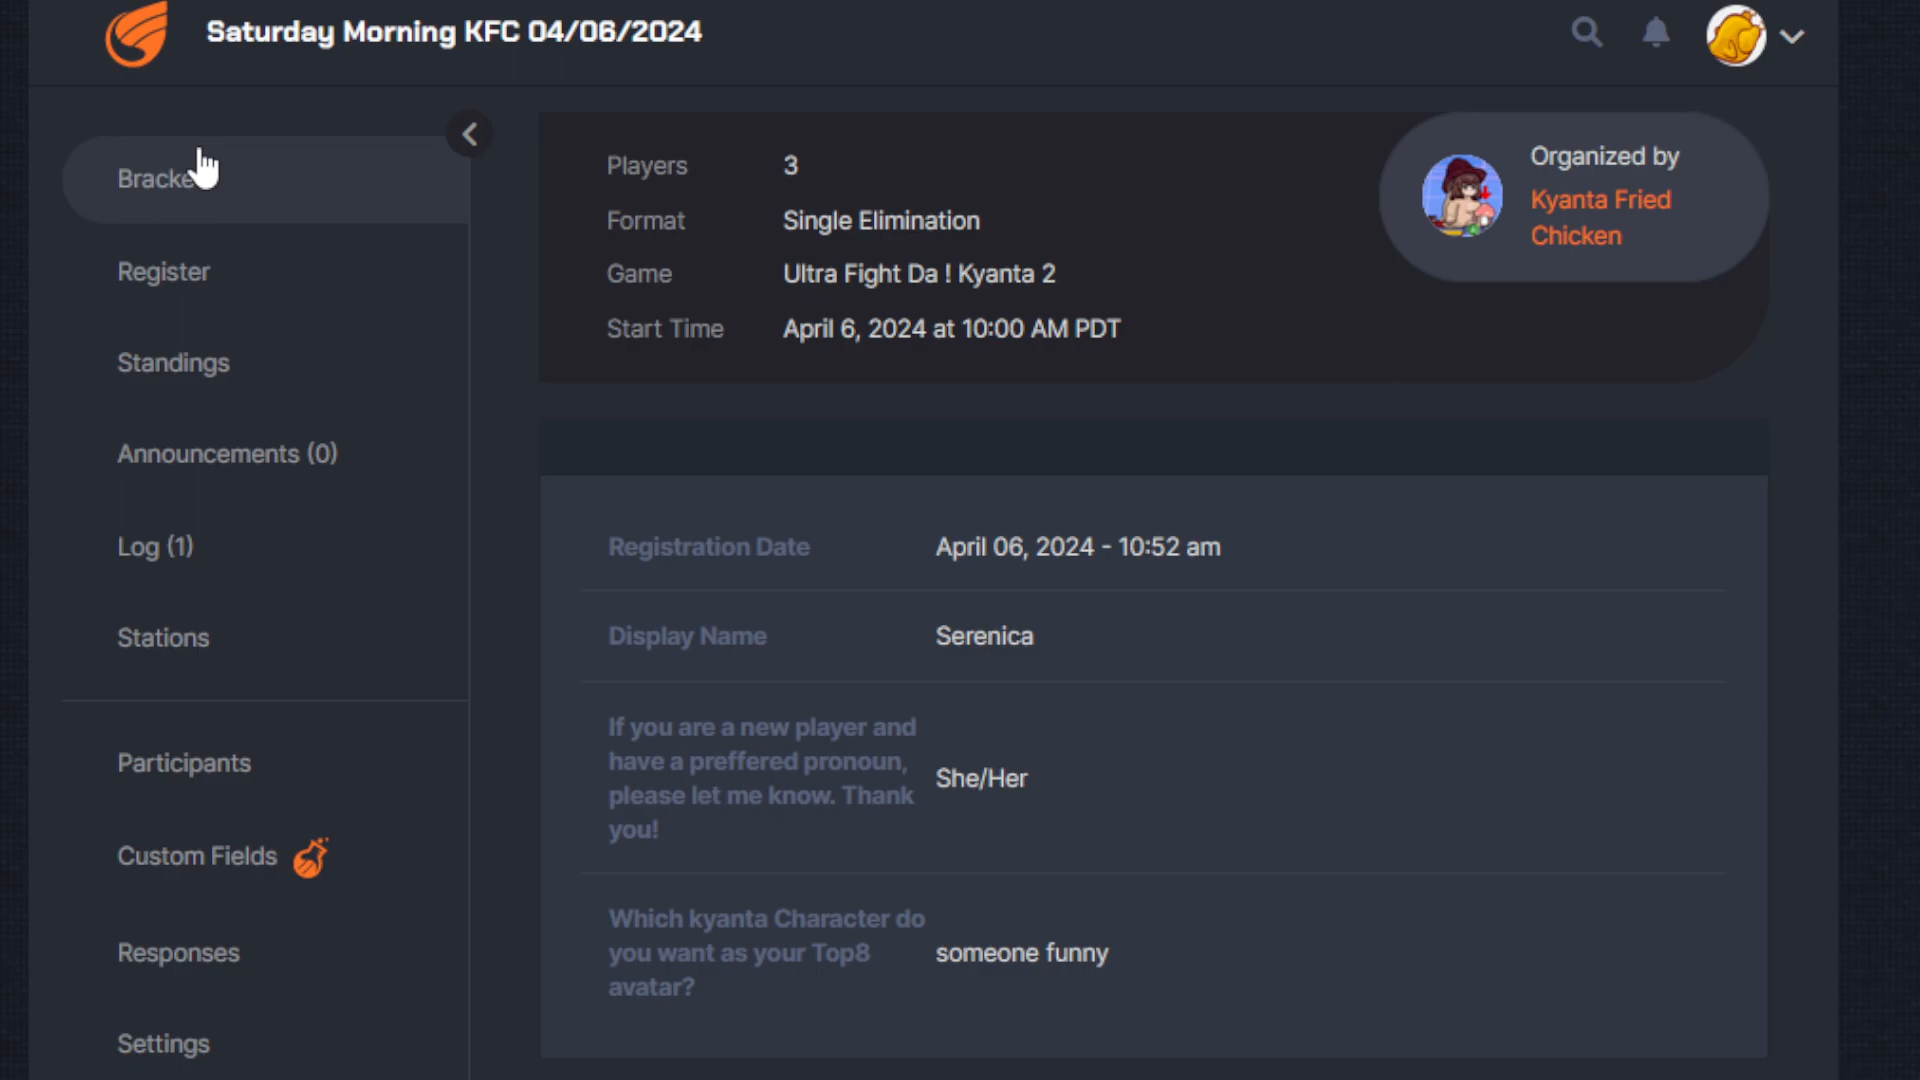 Saturday Morning KFC 04/06/2024
Bracke
Register
Standings
Announcements (0)
Log (1)
Stations
Participants
Custom Fields
Responses
Settings
Players 3
Format Single Elimination
Game Ultra Fight Da ! Kyanta 2
Start Time April 6, 2024 at 10:00 AM PDT
Organized by
Kyanta Fried
Chicken
Registration Date April 06, 2024 - 10:52 am
Display Name Serenica
If you are a new player and
have a preffered pronoun,
please let me know. Thank
you!
She/Her
Which kyanta Character do
you want as your Top8
avatar?
someone funny